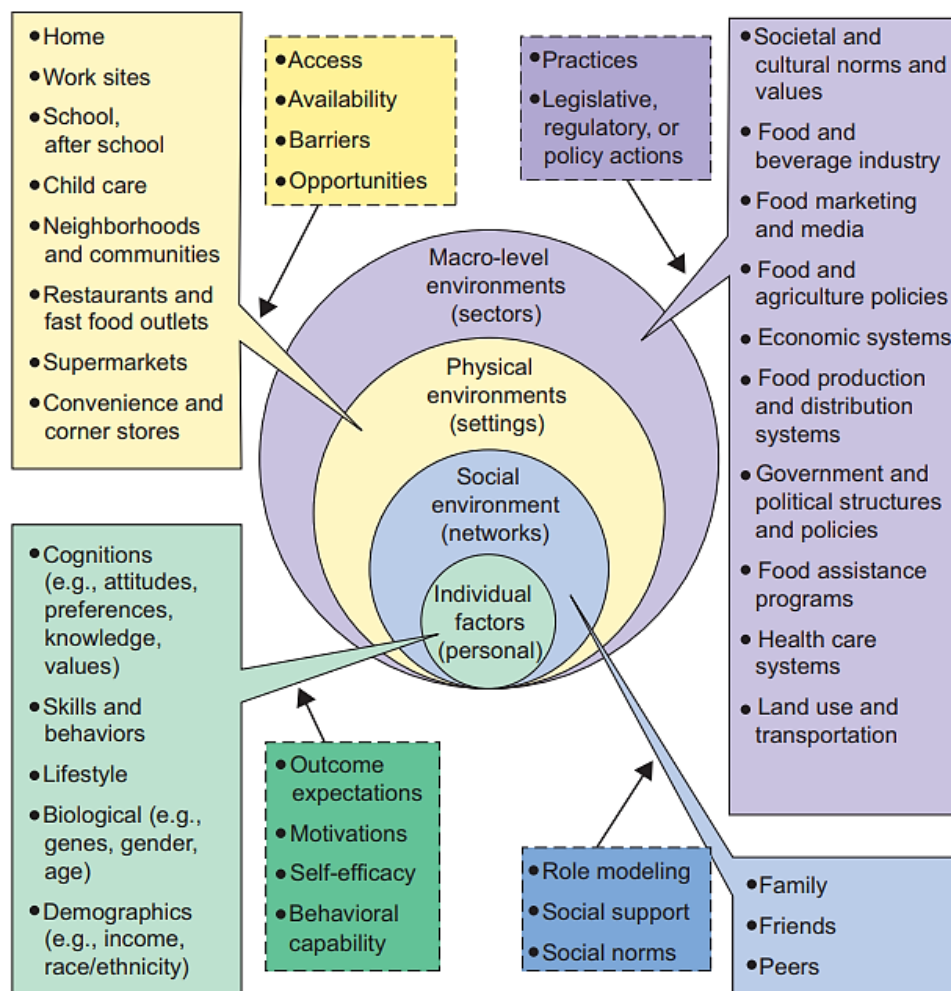 • Home
• Work sites
• School,
after school
• Child care
• Neighborhoods
and communities
• Restaurants and
fast food outlets
• Supermarkets
• Convenience and
corner stores
• Access
• Availability
• Barriers
• Opportunities
• Practices
• Legislative,
regulatory, or
policy actions
• Societal and
cultural norms and
values
• Food and
beverage industry
• Food marketing
and media
• Food and
agriculture policies
• Economic systems
• Food production
and distribution
systems
• Government and
political structures
and policies
• Food assistance
programs
• Health care
systems
• Land use and
transportation
Macro-level
environments
(sectors)
Physical
environments
(settings)
Social
environment
(networks)
Individual
factors
(personal)
• Cognitions
(e.g., attitudes,
preferences,
knowledge,
values)
• Skills and
behaviors
• Lifestyle
• Biological (e.g.,
genes, gender,
age)
• Demographics
(e.g., income,
race/ethnicity)
• Outcome
expectations
• Motivations
• Self-efficacy
• Behavioral
capability
• Role modeling
• Social support
• Social norms
• Family
• Friends
• Peers